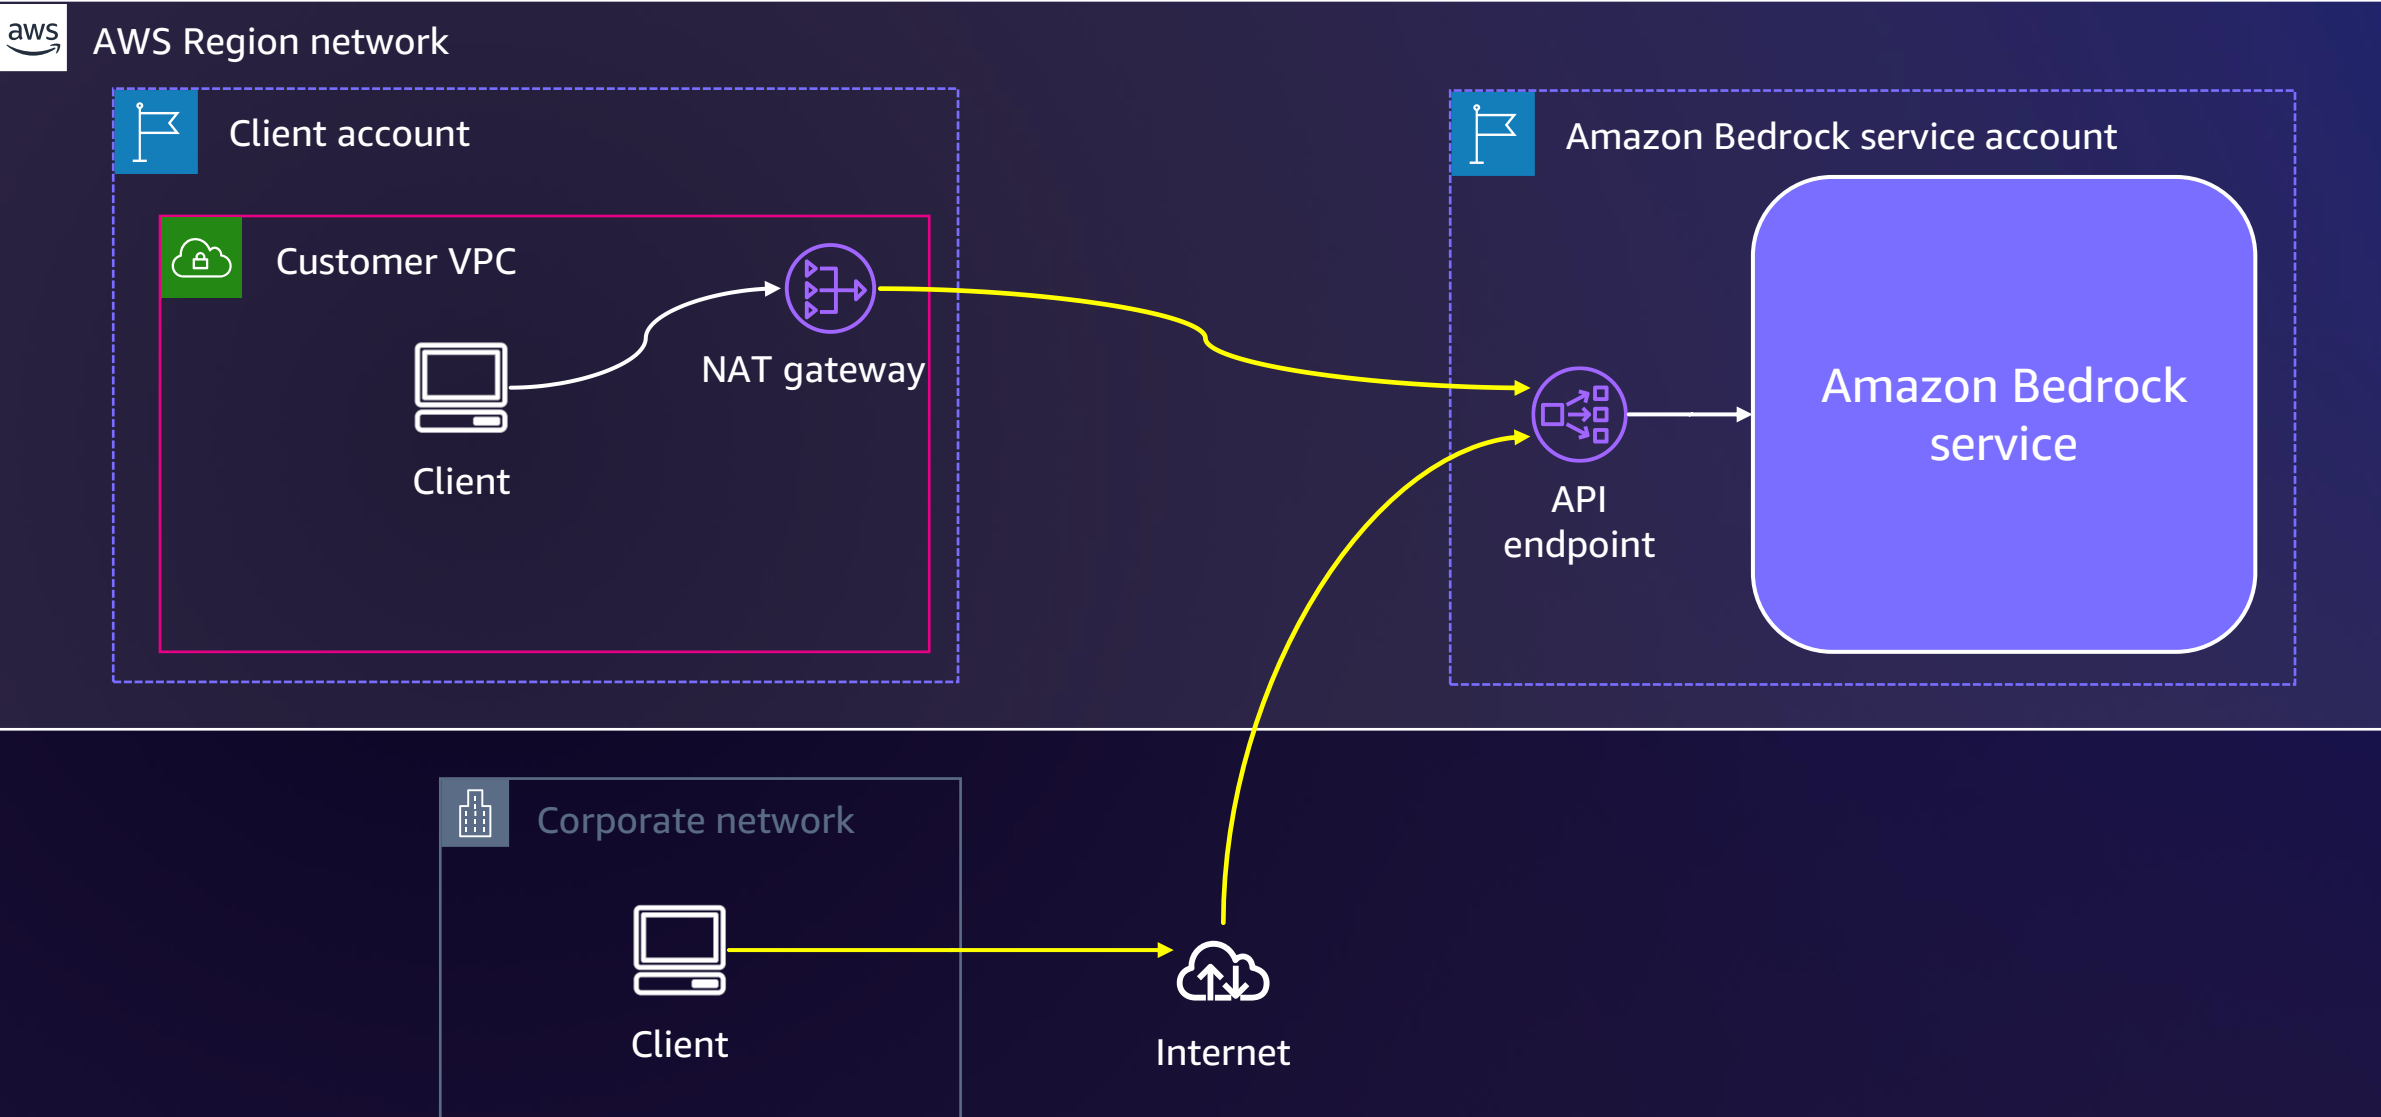 aws
AWS Region network
Client account
Customer VPC
NAT gateway
Client
Amazon Bedrock service account
Amazon Bedrock
service
API
endpoint
Corporate network
Client
Internet